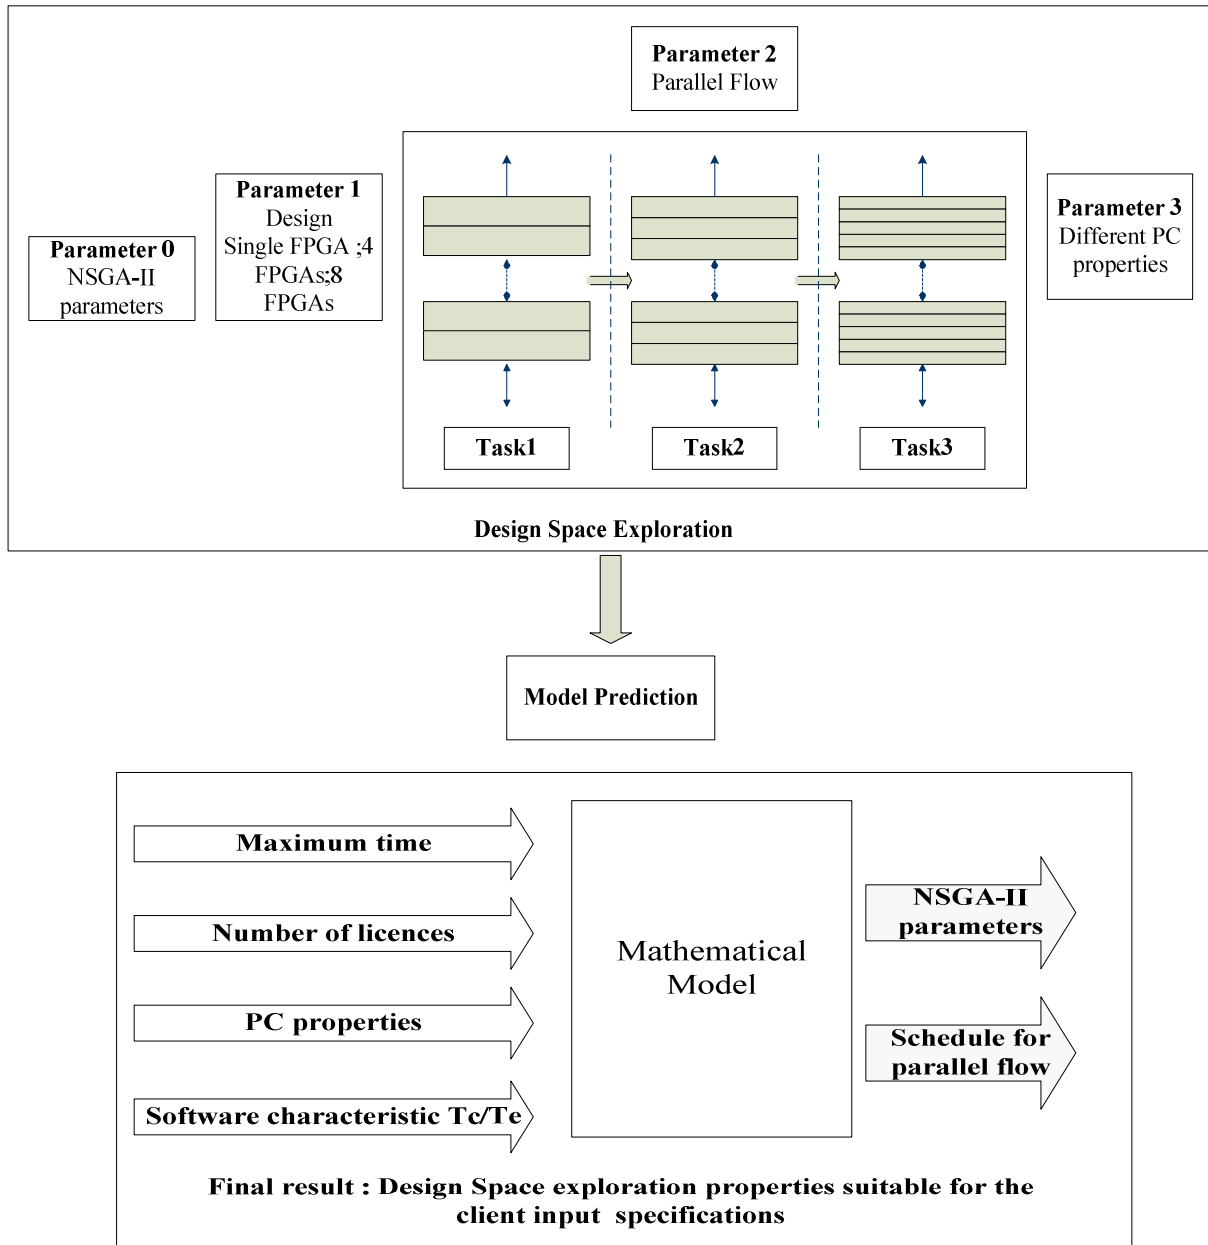 Parameter 2
Parallel Flow
Parameter 0
NSGA-II
parameters
Parameter 1
Design
Single FPGA ;4
FPGAs;8
FPGAs
Parameter 3
Different PC
properties
Task1
Task2
Task3
Design Space Exploration
Model Prediction
Maximum time
Number of licences
PC properties
Software characteristic Tc/Te
Mathematical
Model
NSGA-II
parameters
Schedule for
parallel flow
Final result : Design Space exploration properties suitable for the
client input specifications